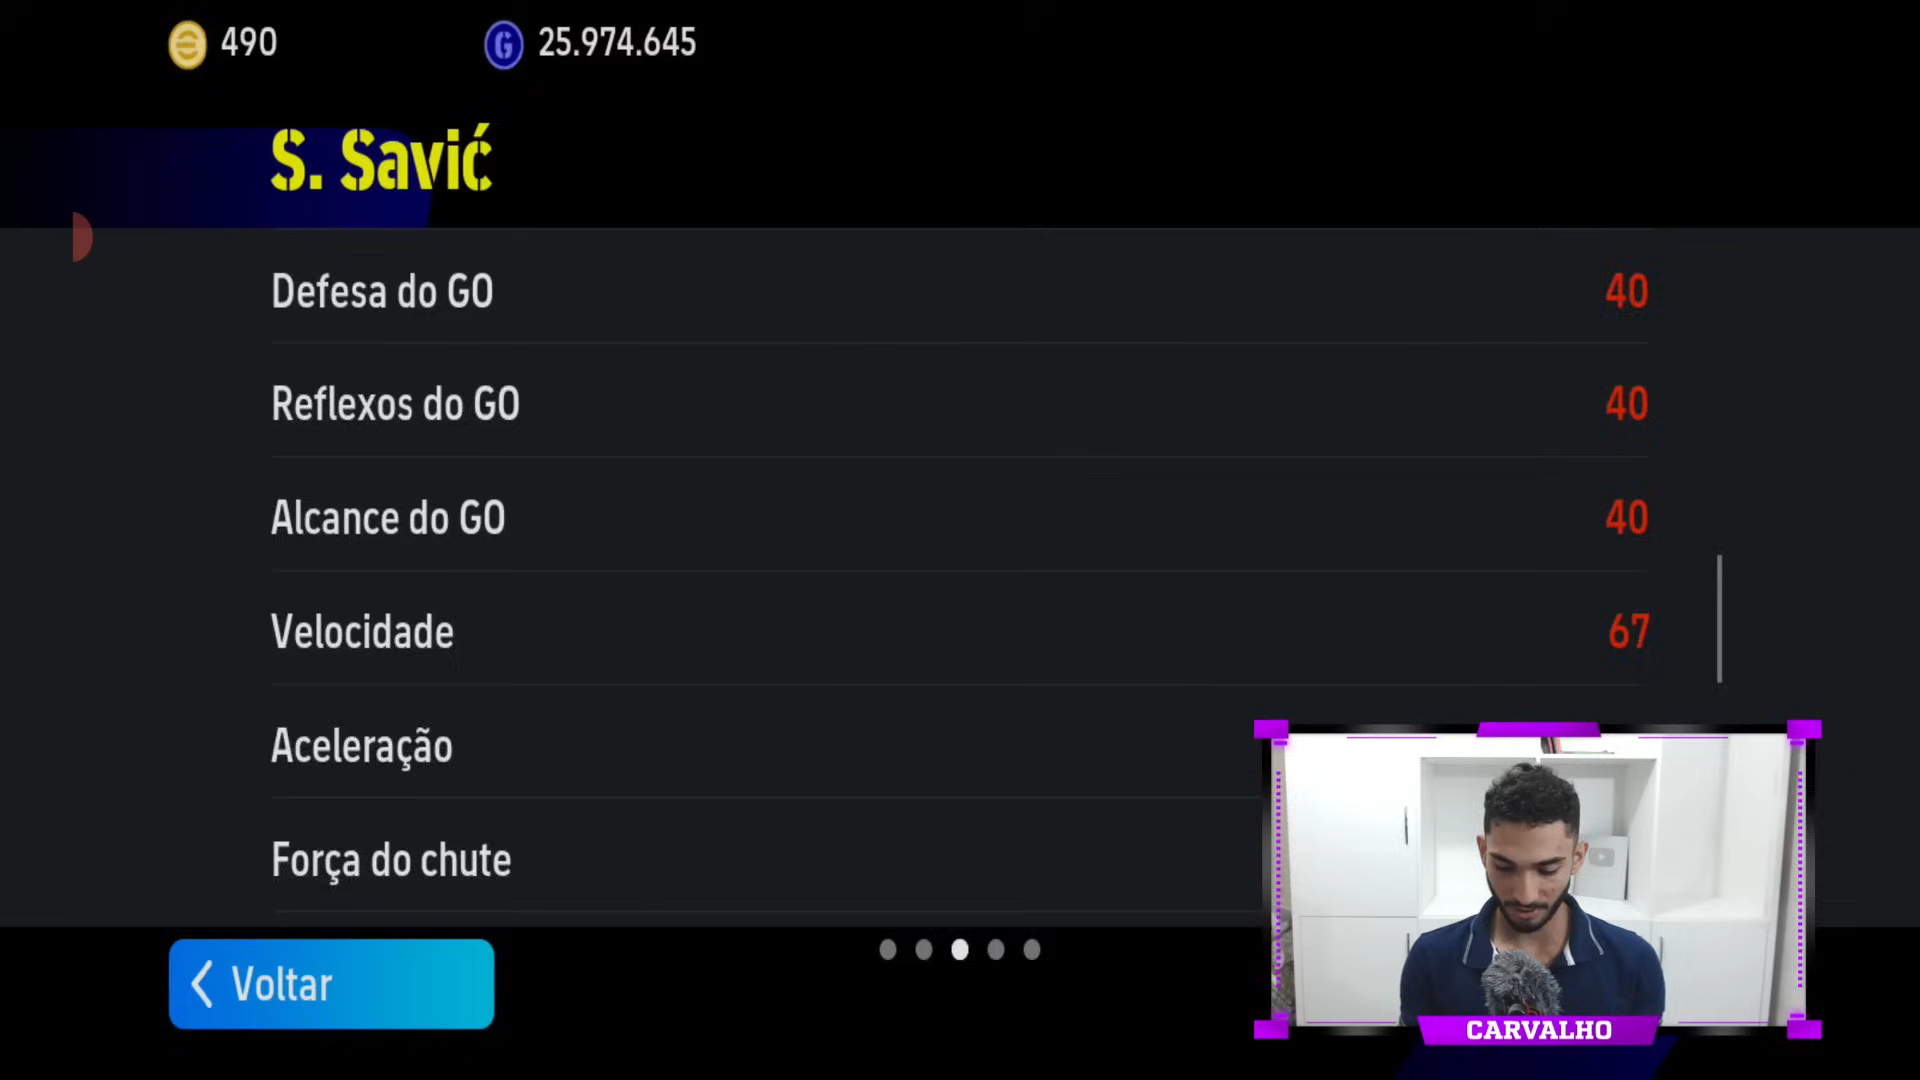 490
25.974.645
S. Savić
Defesa do GO 40
Reflexos do GO 40
Alcance do GO 40
Velocidade 67
Aceleração
Força do chute
Voltar
CARVALHO